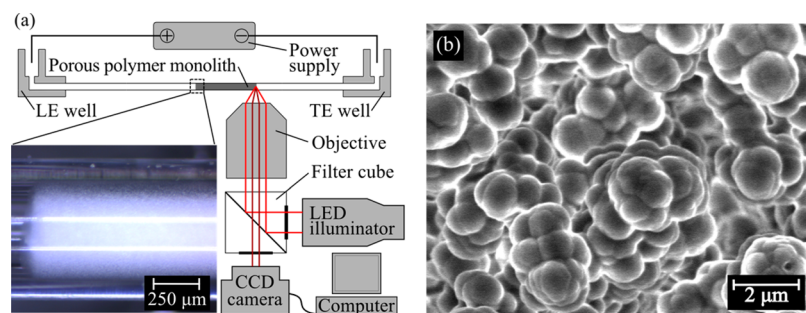 (a)
+
−
Power
supply
Porous polymer monolith
LE well
TE well
Objective
Filter cube
LED
illuminator
CCD
camera
Computer
250 μm
(b)
2 μm